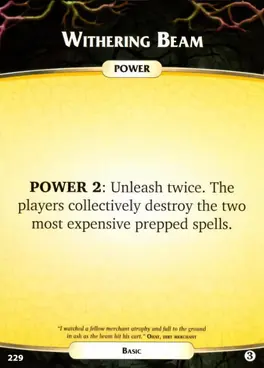 WITHERING BEAM
POWER
POWER 2: Unleash twice. The
players collectively destroy the two
most expensive prepped spells.
"I watched a fellow merchant atrophy and fall to the ground
in ash as the beam hit his cart." OHAT, DIRT MERCHANT
BASIC
229
3